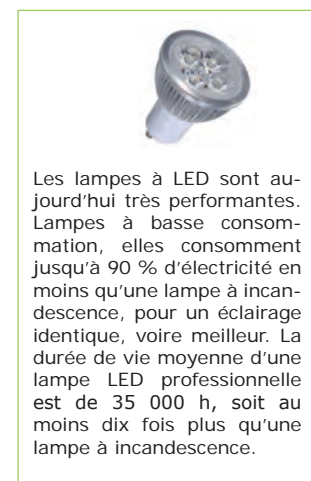 Les lampes à LED sont au-
jourd'hui très performantes.
Lampes à basse consom-
mation, elles consomment
jusqu'à 90 % d'électricité en
moins qu'une lampe à incan-
descence, pour un éclairage
identique, voire meilleur. La
durée de vie moyenne d'une
lampe LED professionnelle
est de 35 000 h, soit au
moins dix fois plus qu'une
lampe à incandescence.